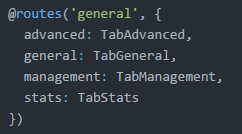 @routes('general', {
  advanced: TabAdvanced,
  general: TabGeneral,
  management: TabManagement,
  stats: TabStats
})